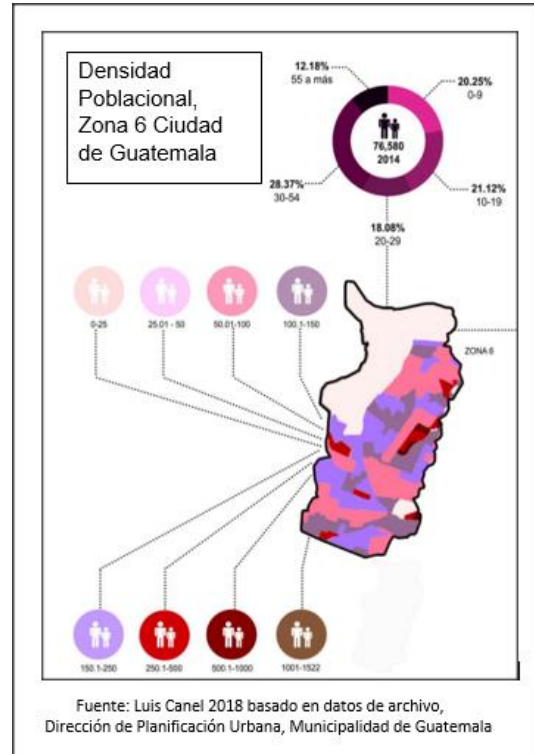 Densidad
Poblacional,
Zona 6 Ciudad
de Guatemala
12.18%
55 a más
20.25%
0-9
76,580
2014
28.37%
30-54
21.12%
10-19
18.08%
20-29
0-25
25.01 - 50
50.01-100
100.1-150
ZONA 6
150.1-250
250.1-500
500.1-1000
1001-1522
Fuente: Luis Canel 2018 basado en datos de archivo,
Dirección de Planificación Urbana, Municipalidad de Guatemala